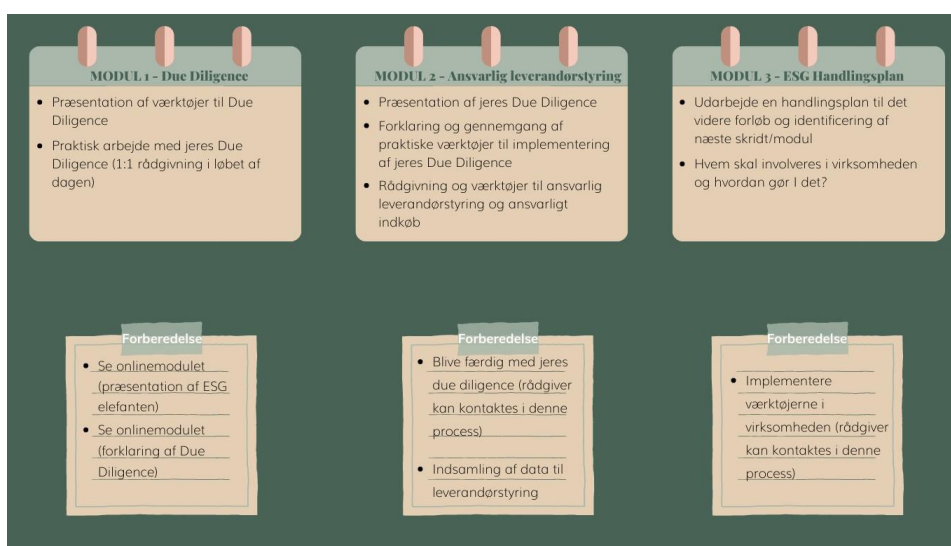 MODUL 1 - Due Diligence
Præsentation af værktøjer til Due
Diligence
Praktisk arbejde med jeres Due
Diligence (1:1 rådgivning i løbet af
dagen)
MODUL 2 - Ansvarlig leverandørstyring
Præsentation af jeres Due Diligence
Forklaring og gennemgang af
praktiske værktøjer til implementering
af jeres Due Diligence
Rådgivning og værktøjer til ansvarlig
leverandørstyring og ansvarligt
indkøb
MODUL 3 - ESG Handlingsplan
Udarbejde en handlingsplan til det
videre forløb og identificering af
næste skridt/modul
Hvem skal involveres i virksomheden
og hvordan gør I det?
Forberedelse
Se onlinemodulet
(præsentation af ESG
elefanten)
Se onlinemodulet
(forklaring af Due
Diligence)
Forberedelse
Blive færdig med jeres
due diligence (rådgiver
kan kontaktes i denne
process)
Indsamling af data til
leverandørstyring
Forberedelse
Implementere
værktøjerne i
virksomheden (rådgiver
kan kontaktes i denne
process)